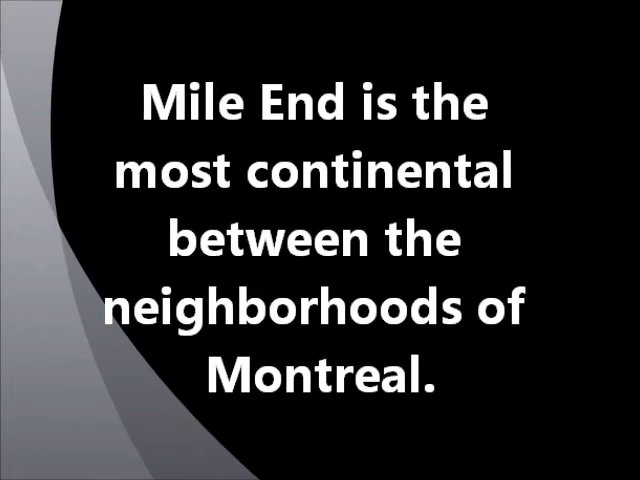 Mile End is the
most continental
between the
neighborhoods of
Montreal.